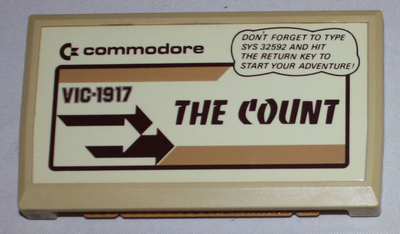 commodore
DON'T FORGET TO TYPE
SYS 32592 AND HIT
THE RETURN KEY TO
START YOUR ADVENTURE!
VIC-1917
THE COUNT